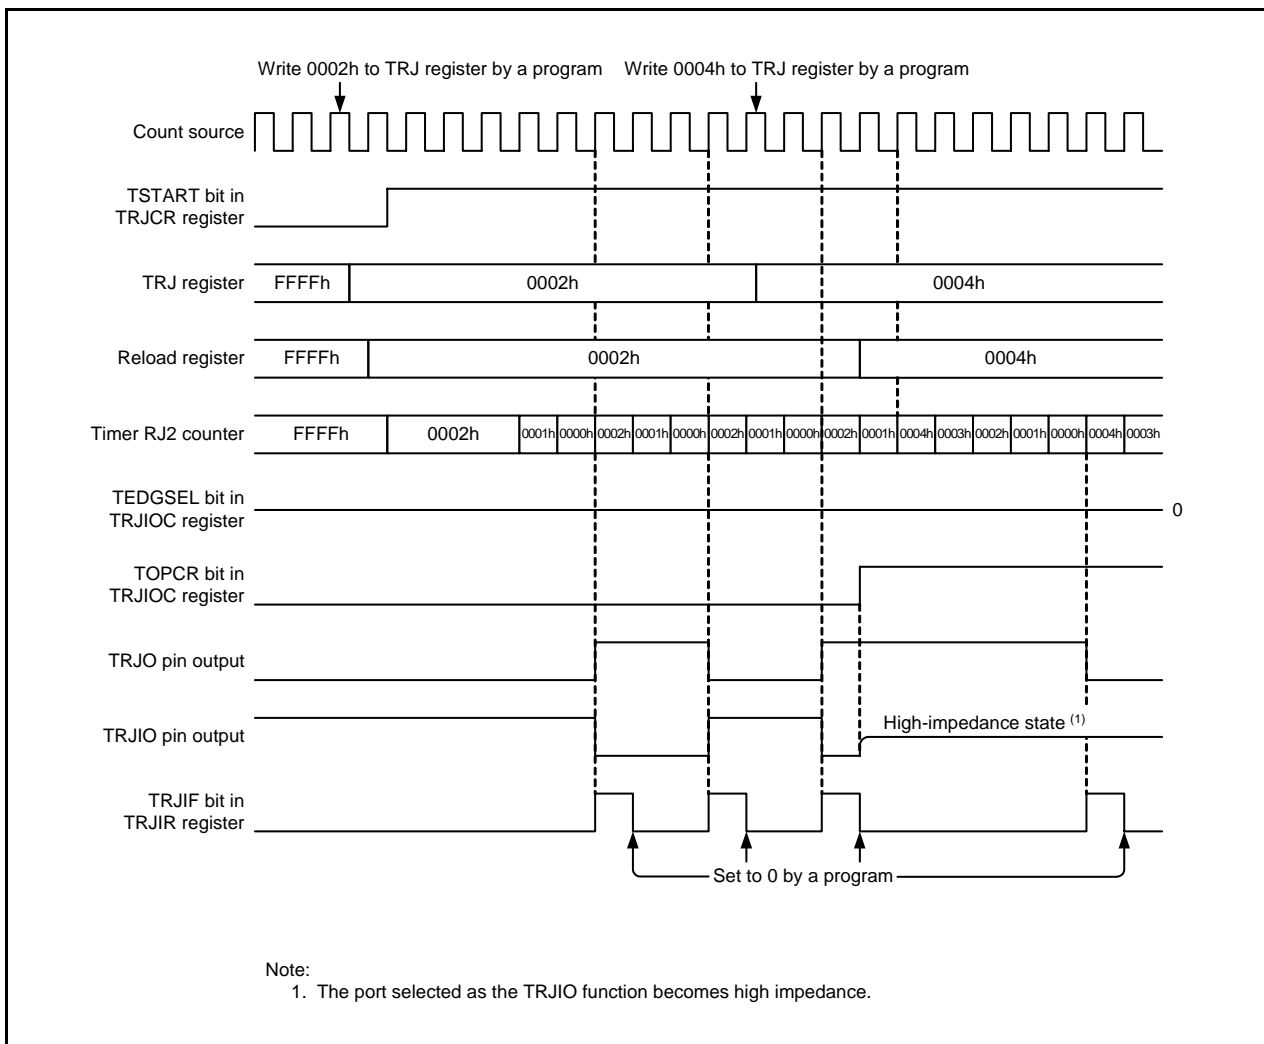 Write 0002h to TRJ register by a program Write 0004h to TRJ register by a program
Count source
TSTART bit in
TRJCR register
TRJ register FFFFh 0002h 0004h
Reload register FFFFh 0002h 0004h
Timer RJ2 counter FFFFh 0002h 0001h 0000h 0002h 0001h 0000h 0002h 0001h 0000h 0002h 0001h 0004h 0003h 0002h 0001h 0000h 0004h 0003h
TEDGSEL bit in
TRJIOC register
0
TOPCR bit in
TRJIOC register
TRJO pin output
High-impedance state (1)
TRJIO pin output
TRJIF bit in
TRJIR register
Set to 0 by a program
Note:
1. The port selected as the TRJIO function becomes high impedance.